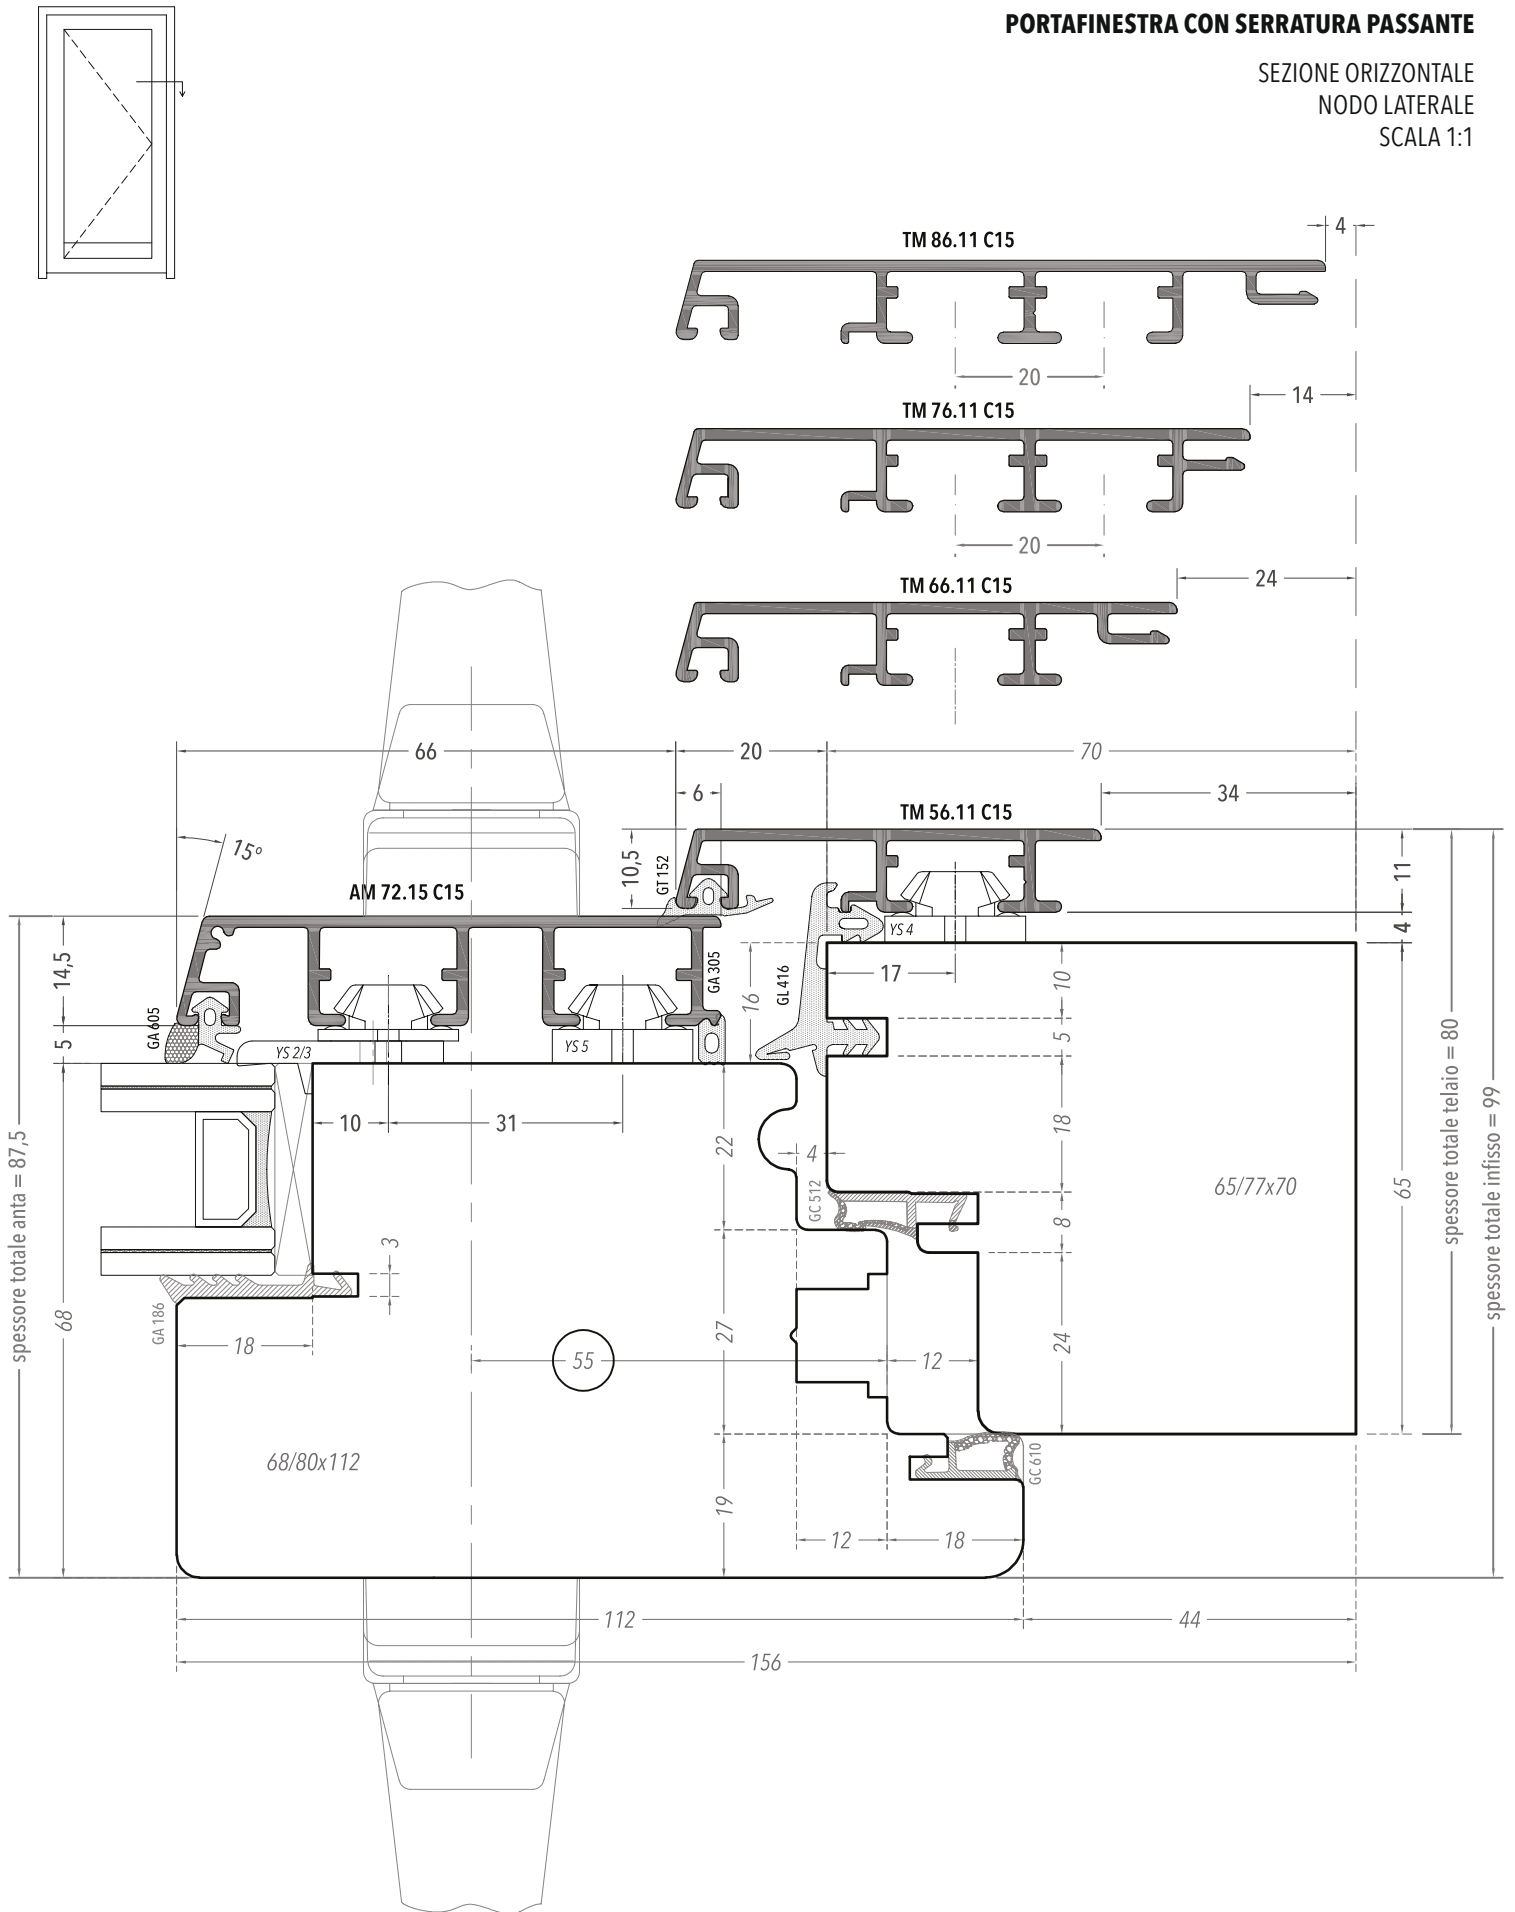 PORTAFINESTRA CON SERRATURA PASSANTE
SEZIONE ORIZZONTALE
NODO LATERALE
SCALA 1:1
4
TM 86.11 C15
20
14
TM 76.11 C15
20
24
TM 66.11 C15
66
20
70
6
34
TM 56.11 C15
15°
10,5
GT 152
11
AM 72.15 C15
4
YS 4
14,5
GA 305
16
GL 416
17
10
GA 605
5
YS 2/3
YS 5
5
10
31
22
4
18
GC 512
65/77x70
65
8
spessore totale anta = 87,5
spessore totale telaio = 80
spessore totale infisso = 99
3
68
GA 186
18
27
55
12
24
68/80x112
GC 610
19
12
18
112
44
156